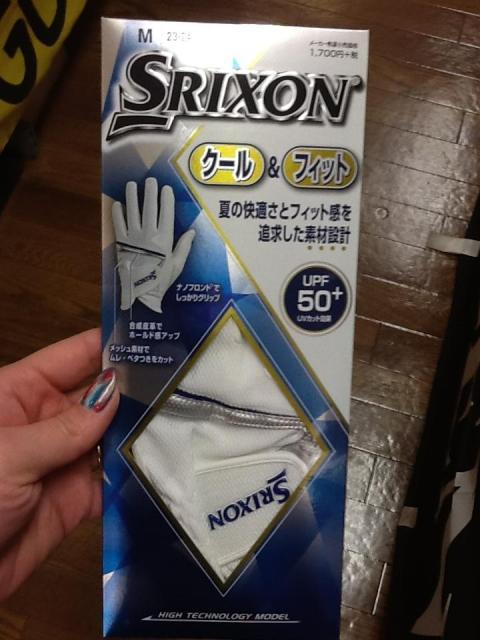 M 23-24
メーカー希望小売価格
1,700円+税
SRIXON
クール & フィット
夏の快適さとフィット感を
追求した素材設計
UPF
50+
UVカット効果
ナノフロントで
しっかりグリップ
合成皮革で
ホールド感アップ
メッシュ素材で
ムレ・ベタつきをカット
SRIXON
SRIXON
HIGH TECHNOLOGY MODEL